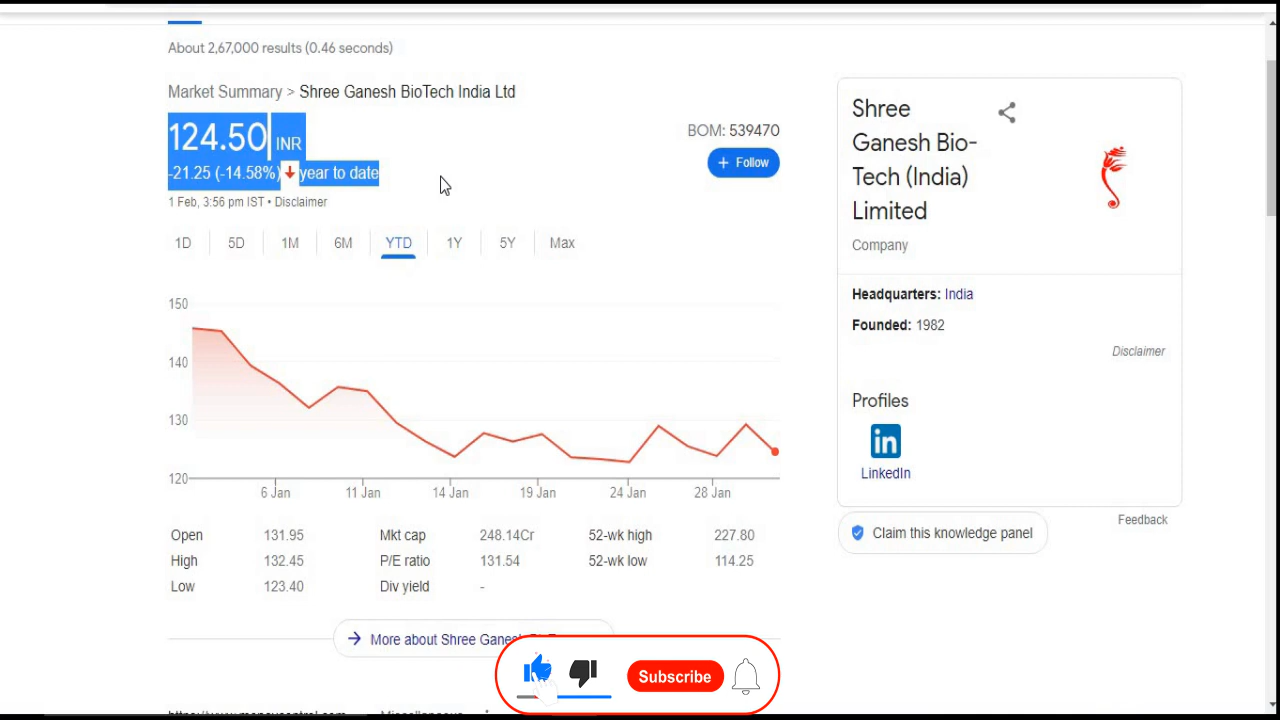 About 2,67,000 results (0.46 seconds)
Market Summary > Shree Ganesh BioTech India Ltd
124.50 INR
-21.25 (-14.58%) year to date
1 Feb, 3:56 pm IST • Disclaimer
BOM: 539470
+ Follow
1D 5D 1M 6M YTD 1Y 5Y Max
150
140
130
120
6 Jan 11 Jan 14 Jan 19 Jan 24 Jan 28 Jan
Open 131.95 Mkt cap 248.14Cr 52-wk high 227.80
High 132.45 P/E ratio 131.54 52-wk low 114.25
Low 123.40 Div yield -
More about Shree Ganesh
Shree
Ganesh Bio-
Tech (India)
Limited
Company
Headquarters: India
Founded: 1982
Disclaimer
Profiles
in
LinkedIn
Feedback
Claim this knowledge panel
Subscribe